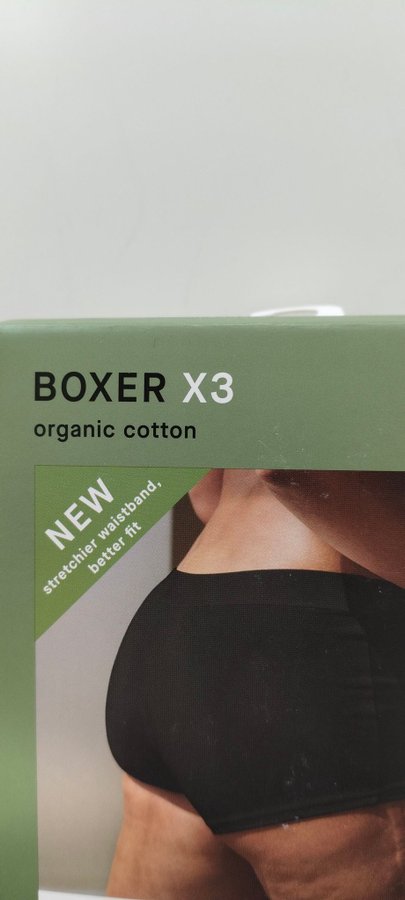 BOXER X3
organic cotton
NEW
stretchier waistband,
better fit